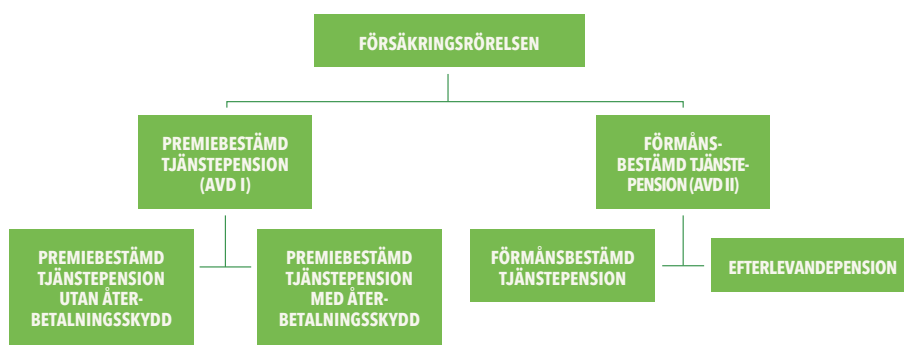 FÖRSÄKRINGSRÖRELSEN
PREMIEBESTÄMD
TJÄNSTEPENSION
(AVD I)
FÖRMÅNS-
BESTÄMD TJÄNSTE-
PENSION (AVD II)
PREMIEBESTÄMD
TJÄNSTEPENSION
UTAN ÅTER-
BETALNINGSSKYDD
PREMIEBESTÄMD
TJÄNSTEPENSION
MED ÅTER-
BETALNINGSSKYDD
FÖRMÅNSBESTÄMD
TJÄNSTEPENSION
EFTERLEVANDEPENSION